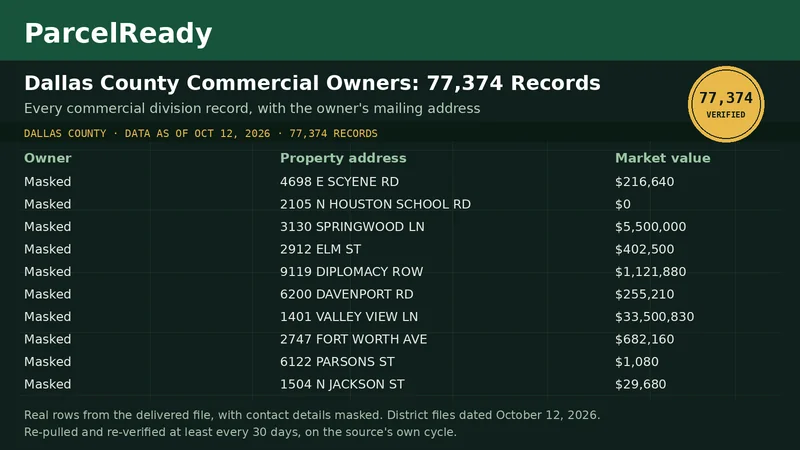 ParcelReady
Dallas County Commercial Owners: 77,374 Records
Every commercial division record, with the owner's mailing address
77,374
VERIFIED
DALLAS COUNTY · DATA AS OF OCT 12, 2026 · 77,374 RECORDS
Owner Property address Market value
Masked 4698 E SCYENE RD $216,640
Masked 2105 N HOUSTON SCHOOL RD $0
Masked 3130 SPRINGWOOD LN $5,500,000
Masked 2912 ELM ST $402,500
Masked 9119 DIPLOMACY ROW $1,121,880
Masked 6200 DAVENPORT RD $255,210
Masked 1401 VALLEY VIEW LN $33,500,830
Masked 2747 FORT WORTH AVE $682,160
Masked 6122 PARSONS ST $1,080
Masked 1504 N JACKSON ST $29,680
Real rows from the delivered file, with contact details masked. District files dated October 12, 2026.
Re-pulled and re-verified at least every 30 days, on the source's own cycle.